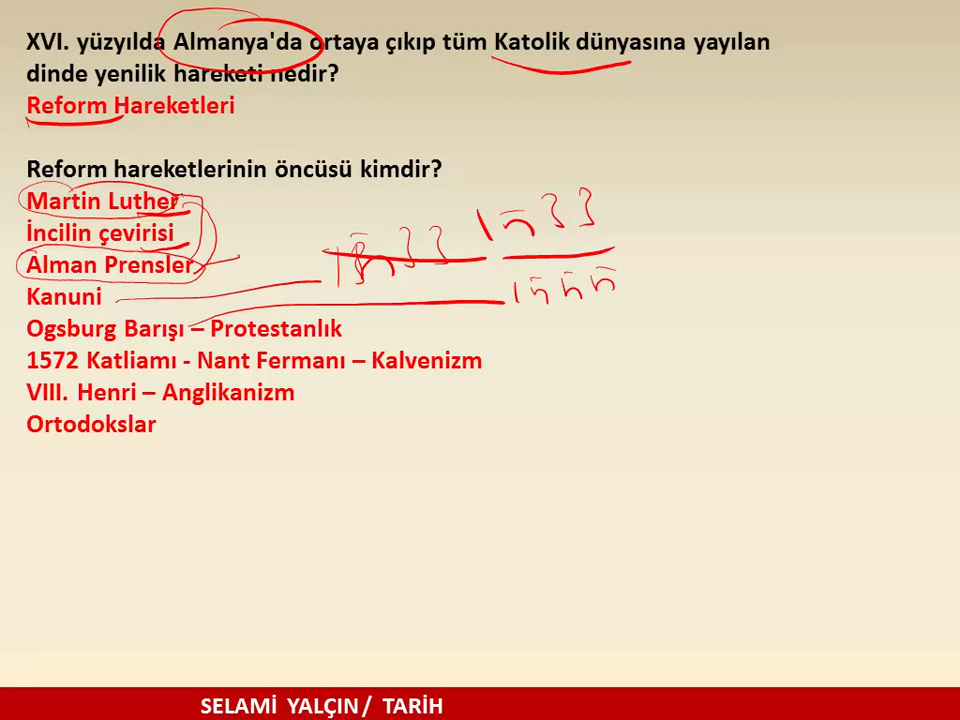 XVI. yüzyılda Almanya'da ortaya çıkıp tüm Katolik dünyasına yayılan
dinde yenilik hareketi nedir?
Reform Hareketleri
Reform hareketlerinin öncüsü kimdir?
Martin Luther
İncilin çevirisi
Alman Prensler
Kanuni
1533
1533
1555
Ogsburg Barışı – Protestanlık
1572 Katliamı - Nant Fermanı – Kalvenizm
VIII. Henri – Anglikanizm
Ortodokslar
SELAMİ YALÇIN / TARİH